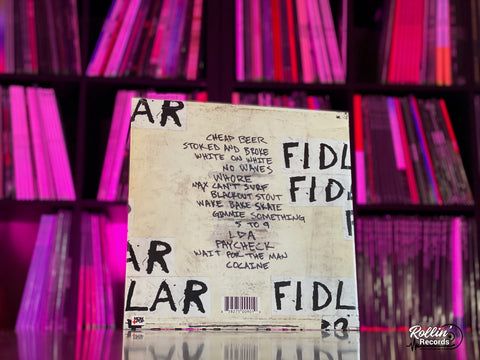 AR
CHEAP BEER
STOKED AND BROKE
WHITE ON WHITE
NO WAVES
FIDL
WHORE
MAX CAN'T SURF
FID
BLACKOUT STOUT
WAKE BAKE SKATE
GIMMIE SOMETHING
5 TO 9
LDA
PAYCHECK
AR
WAIT FOR THE MAN
COCAINE
LAR
FIDL
Rollin'
Records